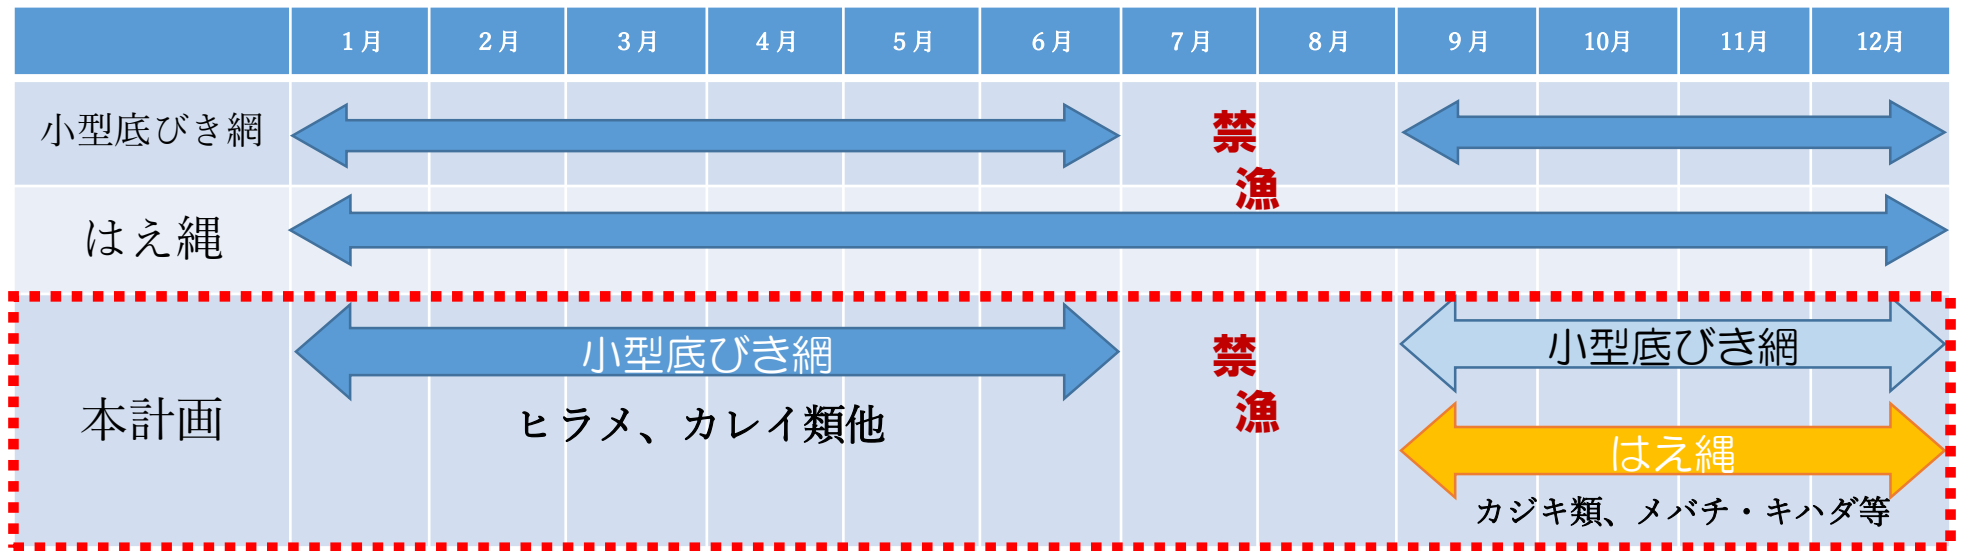 1月 2月 3月 4月 5月 6月 7月 8月 9月 10月 11月 12月
小型底びき網
禁
漁
はえ縄
本計画
小型底びき網
ヒラメ、カレイ類他
禁
漁
小型底びき網
はえ縄
カジキ類、メバチ・キハダ等